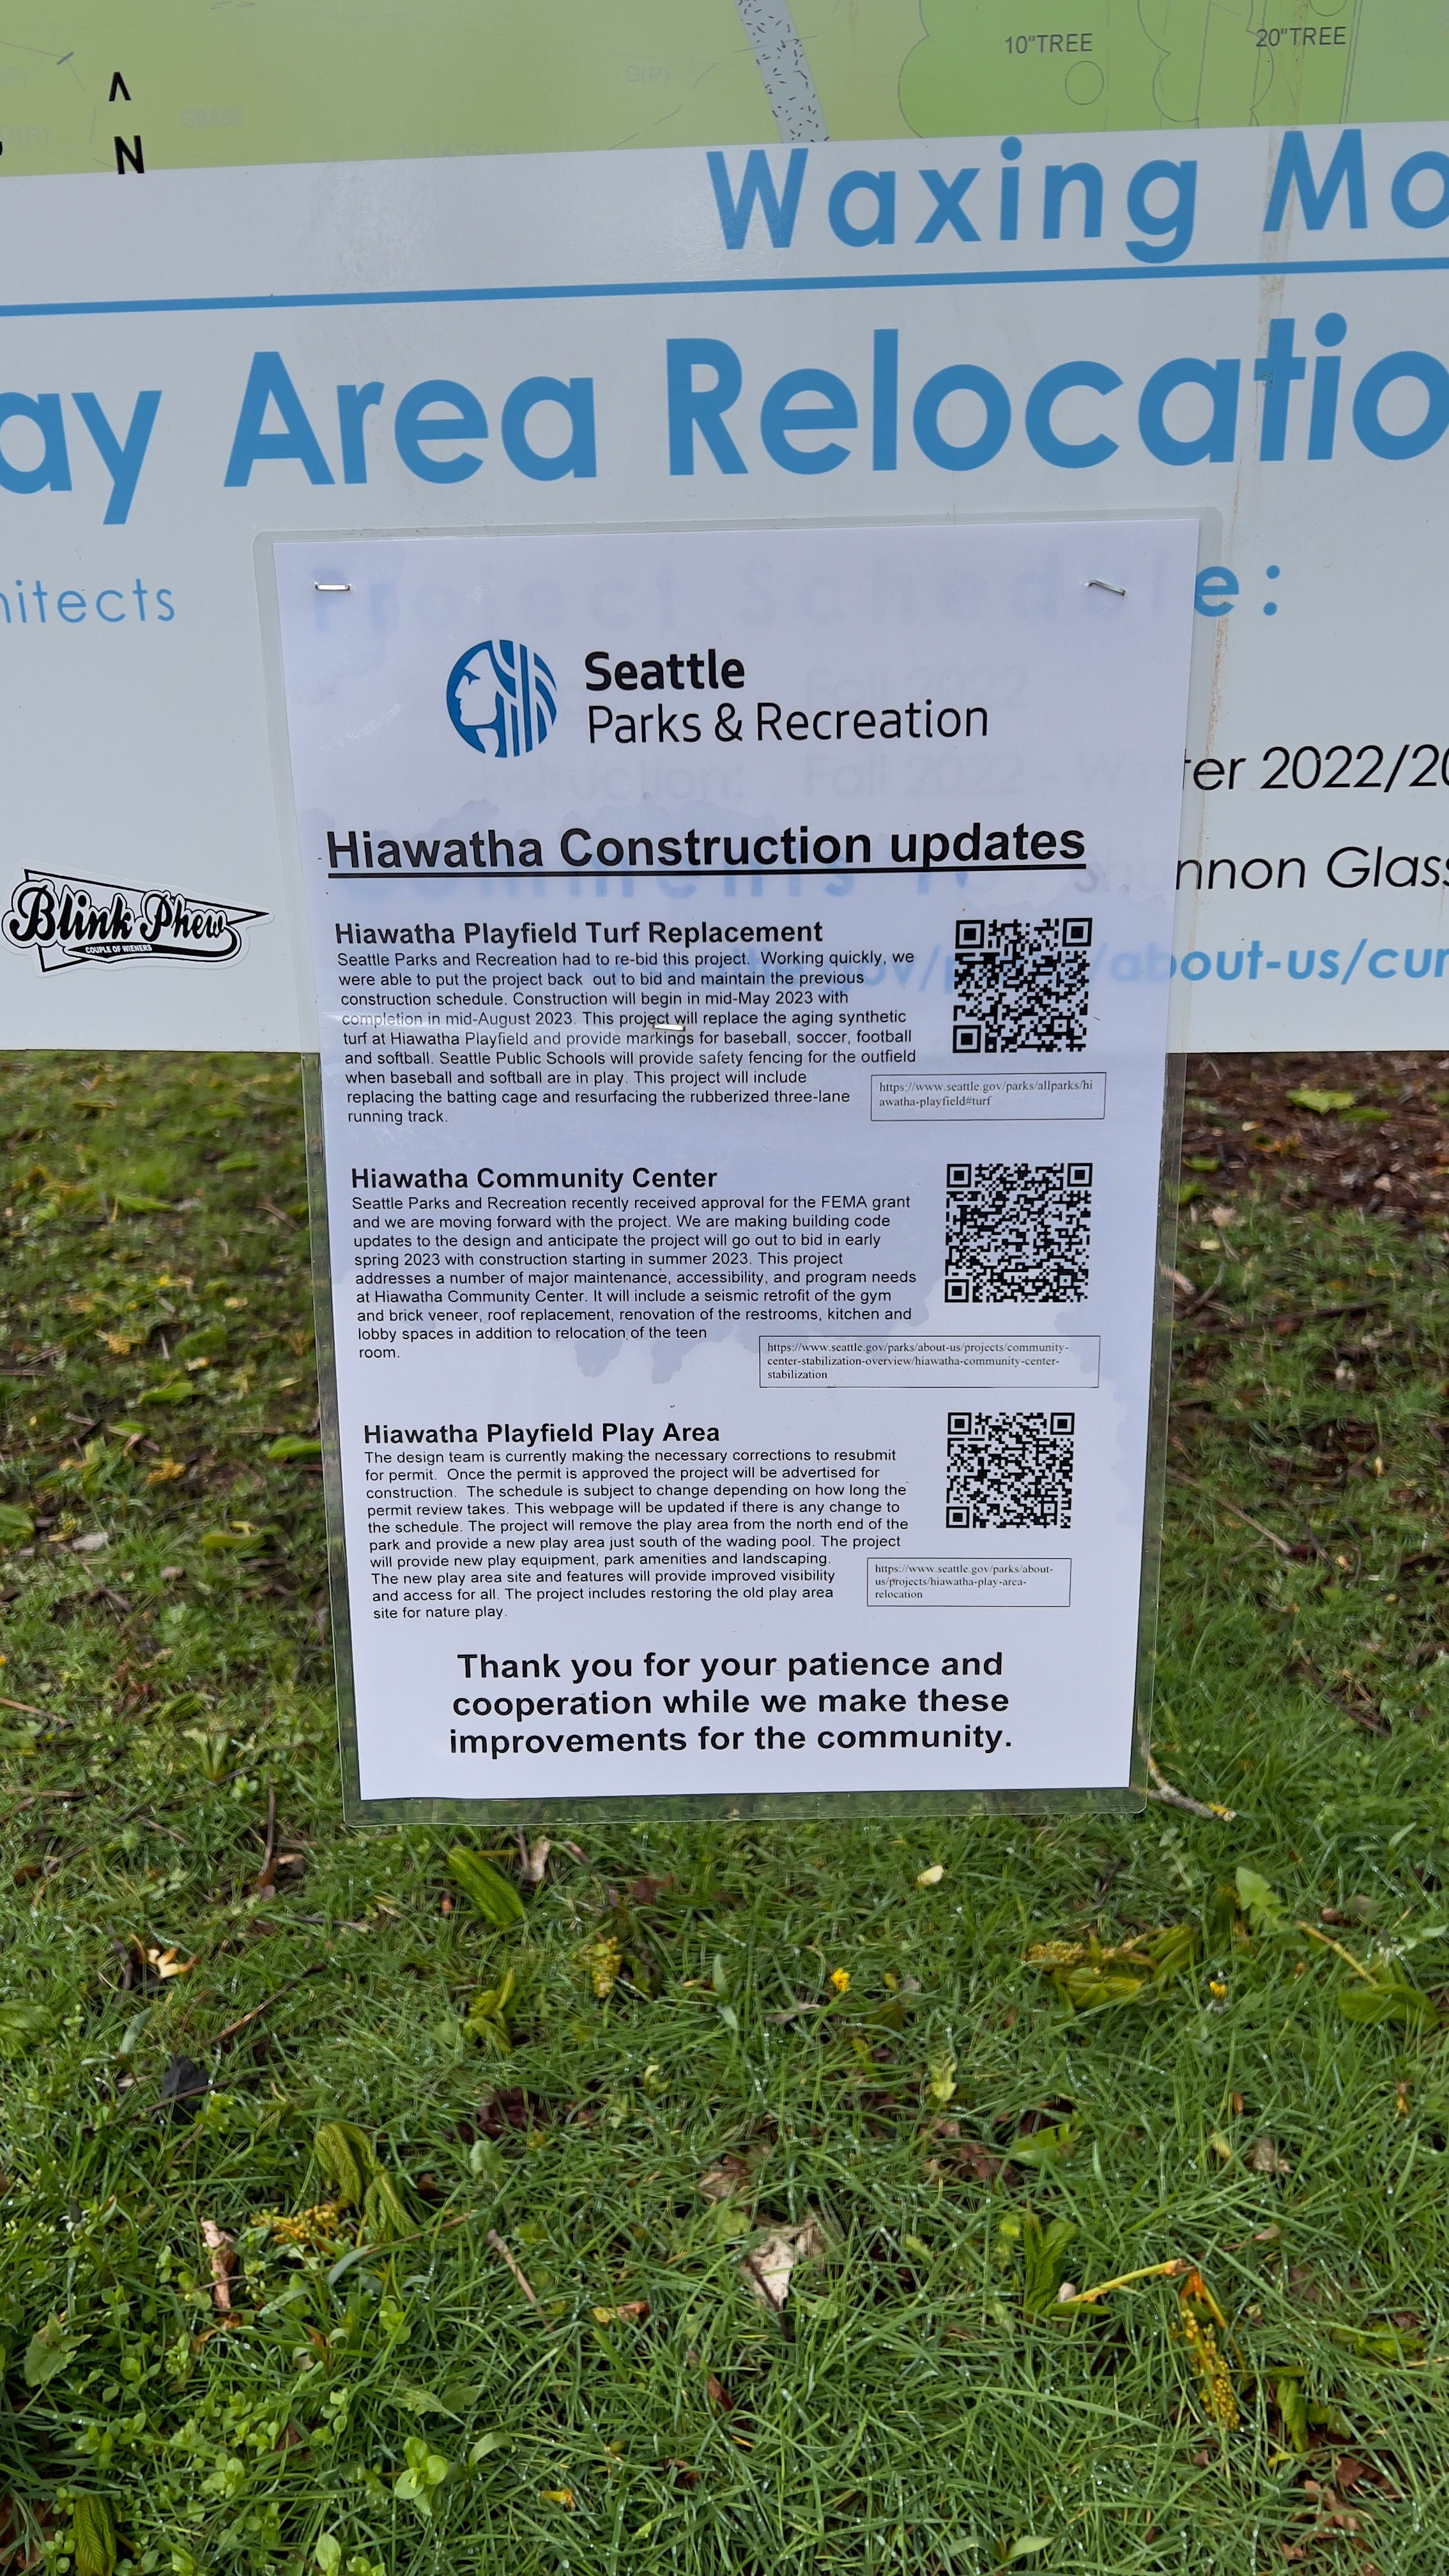 10"TREE
20"TREE
G(P)
GRASS
N
Waxing Mo
ay Area Relocatio
hitects
Project Schedule:
Fall 2022
ruction: Fall 2022 - Winter 2022/20
Shannon Glass
/about-us/cur
Blink Phew
COUPLE OF WIENERS
Seattle
Parks & Recreation
Hiawatha Construction updates
Hiawatha Playfield Turf Replacement
Seattle Parks and Recreation had to re-bid this project. Working quickly, we
were able to put the project back out to bid and maintain the previous
construction schedule. Construction will begin in mid-May 2023 with
completion in mid-August 2023. This project will replace the aging synthetic
turf at Hiawatha Playfield and provide markings for baseball, soccer, football
and softball. Seattle Public Schools will provide safety fencing for the outfield
when baseball and softball are in play. This project will include
replacing the batting cage and resurfacing the rubberized three-lane
running track.
https://www.seattle.gov/parks/allparks/hi
awatha-playfield#turf
Hiawatha Community Center
Seattle Parks and Recreation recently received approval for the FEMA grant
and we are moving forward with the project. We are making building code
updates to the design and anticipate the project will go out to bid in early
spring 2023 with construction starting in summer 2023. This project
addresses a number of major maintenance, accessibility, and program needs
at Hiawatha Community Center. It will include a seismic retrofit of the gym
and brick veneer, roof replacement, renovation of the restrooms, kitchen and
lobby spaces in addition to relocation of the teen
room.
https://www.seattle.gov/parks/about-us/projects/community-
center-stabilization-overview/hiawatha-community-center-
stabilization
Hiawatha Playfield Play Area
The design team is currently making the necessary corrections to resubmit
for permit. Once the permit is approved the project will be advertised for
construction. The schedule is subject to change depending on how long the
permit review takes. This webpage will be updated if there is any change to
the schedule. The project will remove the play area from the north end of the
park and provide a new play area just south of the wading pool. The project
will provide new play equipment, park amenities and landscaping.
The new play area site and features will provide improved visibility
and access for all. The project includes restoring the old play area
site for nature play.
https://www.seattle.gov/parks/about-
us/projects/hiawatha-play-area-
relocation
Thank you for your patience and
cooperation while we make these
improvements for the community.